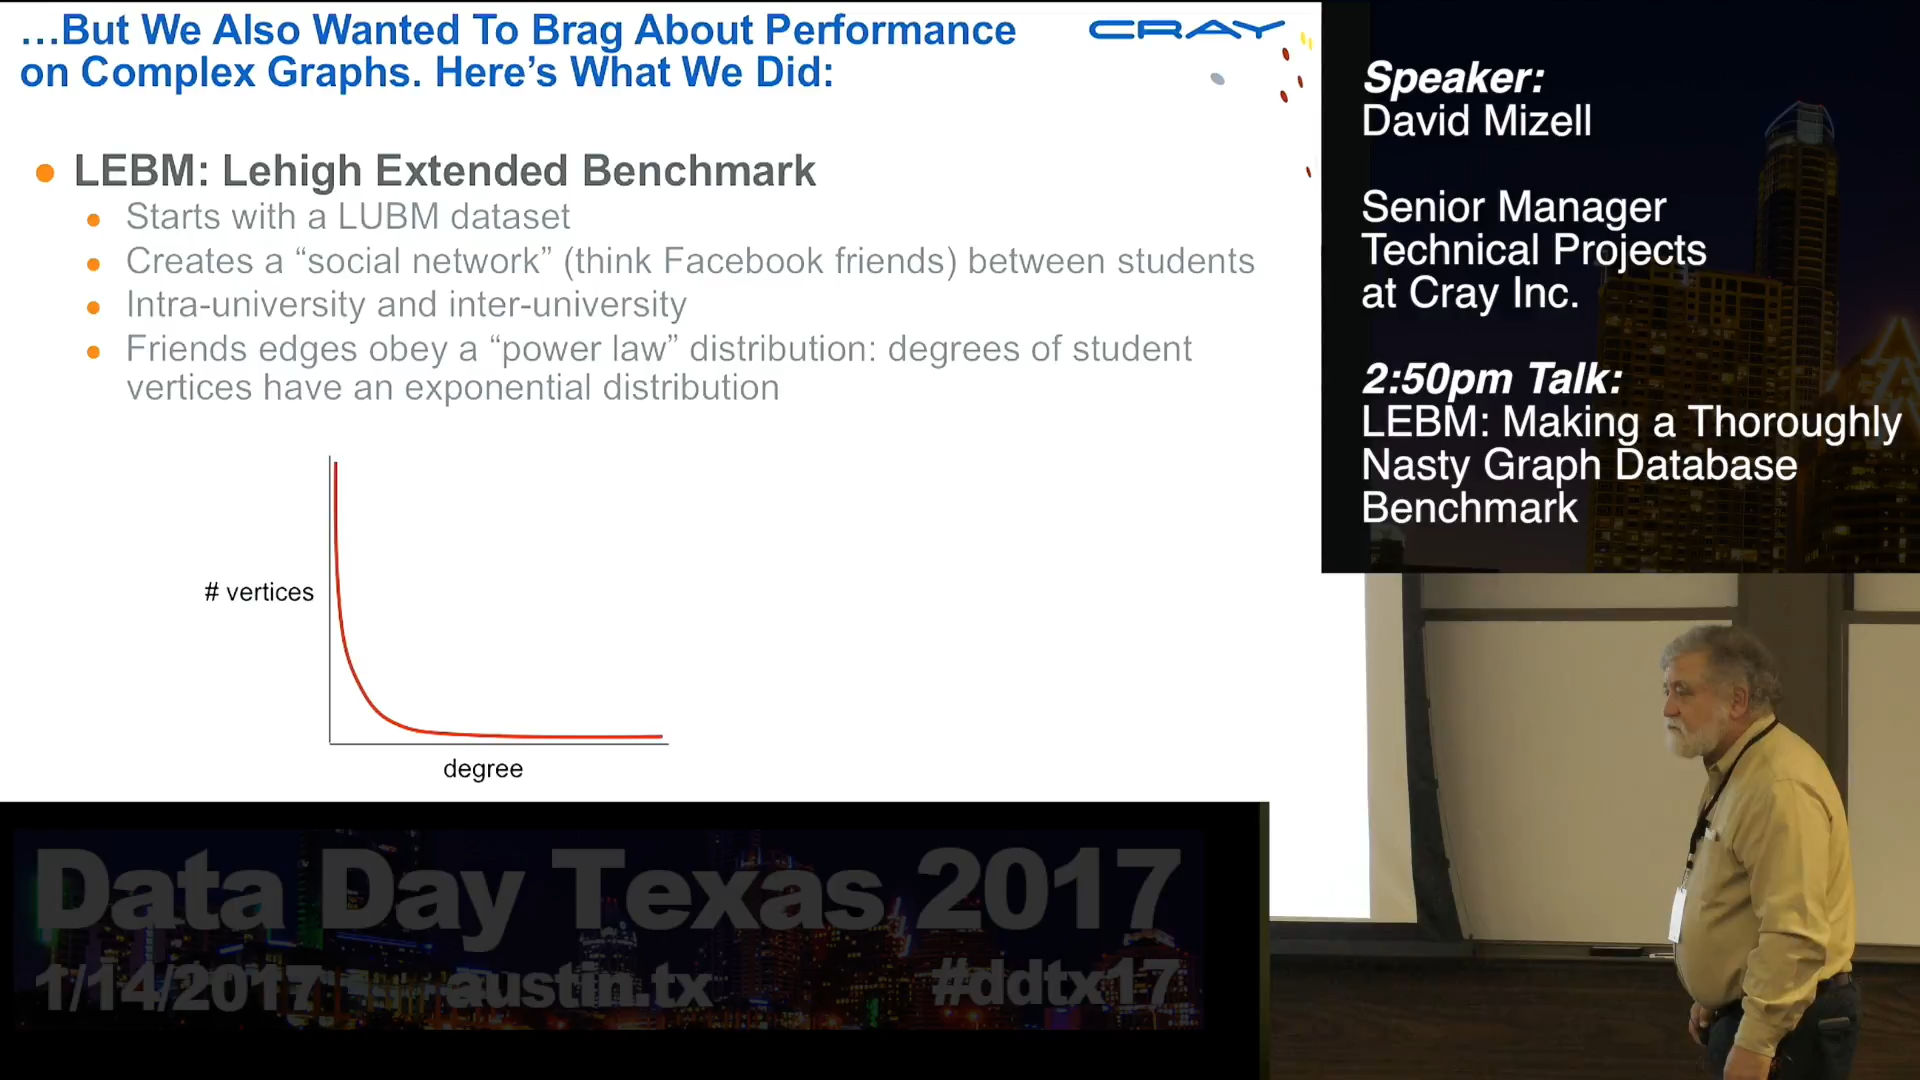 …But We Also Wanted To Brag About Performance
on Complex Graphs. Here’s What We Did:
CRAY
LEBM: Lehigh Extended Benchmark
Starts with a LUBM dataset
Creates a “social network” (think Facebook friends) between students
Intra-university and inter-university
Friends edges obey a “power law” distribution: degrees of student
vertices have an exponential distribution
# vertices
degree
Speaker:
David Mizell
Senior Manager
Technical Projects
at Cray Inc.
2:50pm Talk:
LEBM: Making a Thoroughly
Nasty Graph Database
Benchmark
Data Day Texas 2017
1/14/2017 austin.tx #ddtx17